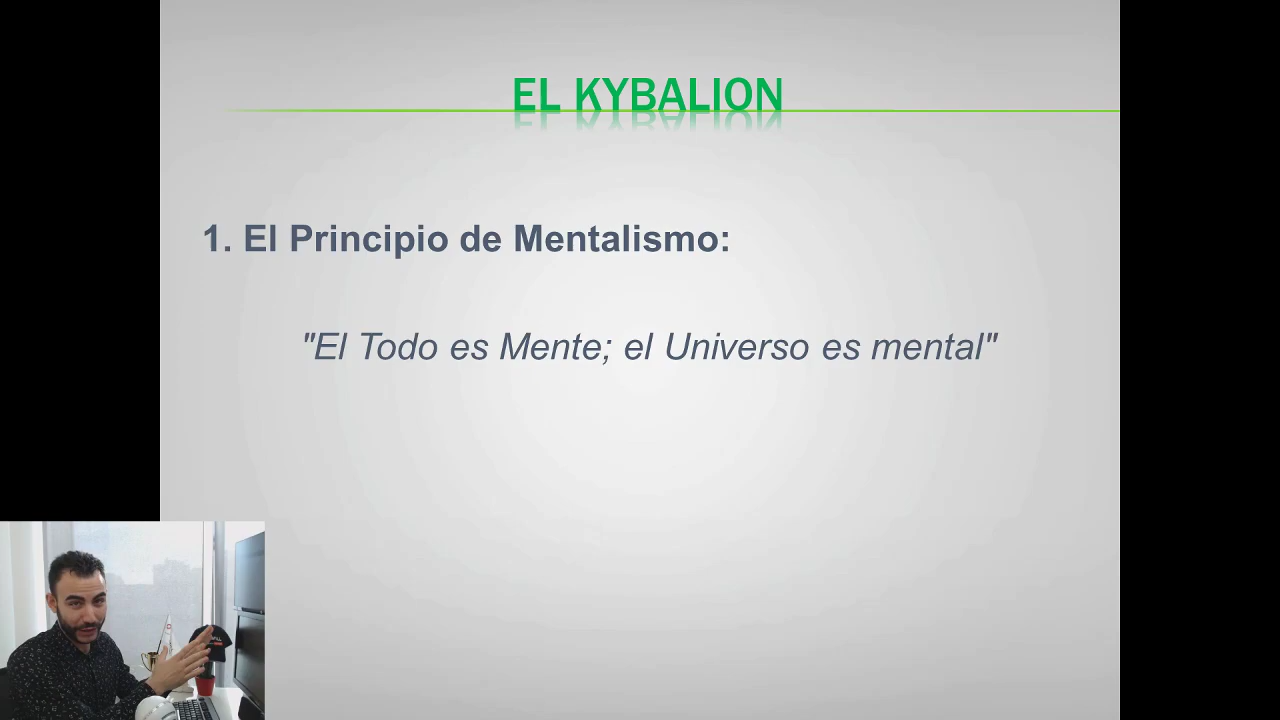 EL KYBALION
1. El Principio de Mentalismo:
"El Todo es Mente; el Universo es mental"